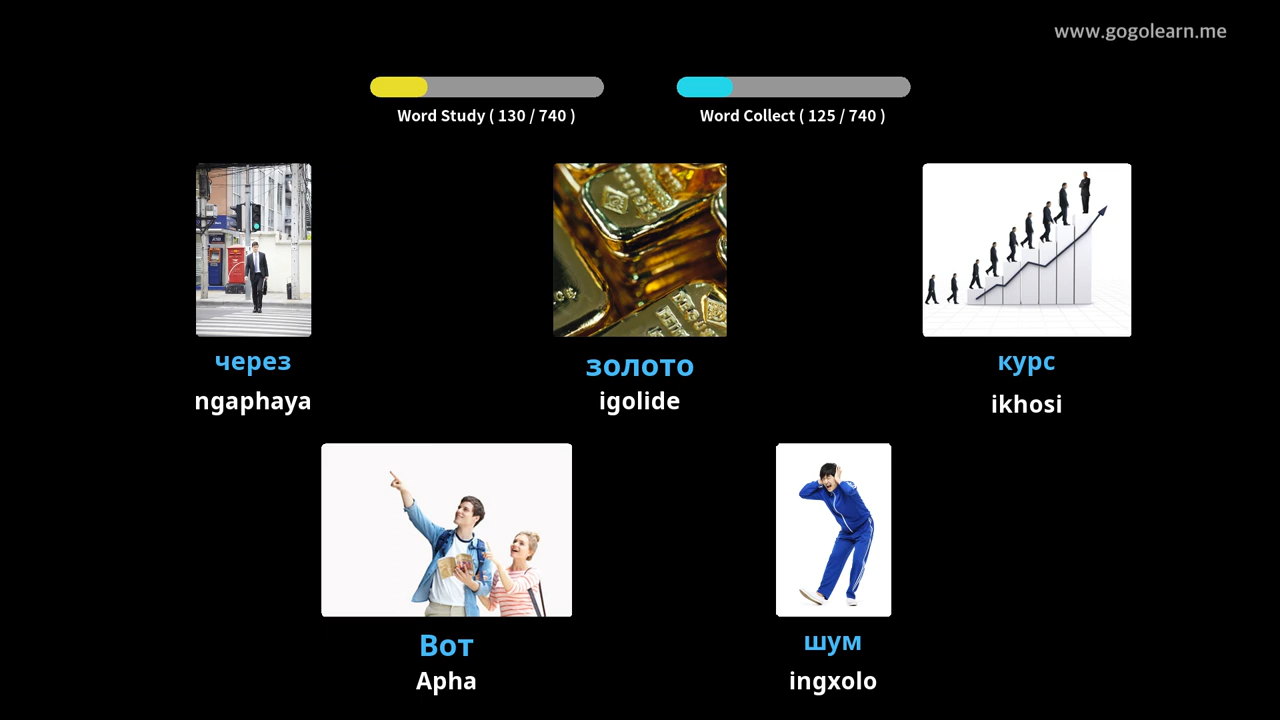 www.gogolearn.me
Word Study ( 130 / 740 )
Word Collect ( 125 / 740 )
через
золото
курс
ngaphaya
igolide
ikhosi
Вот
шум
Apha
ingxolo